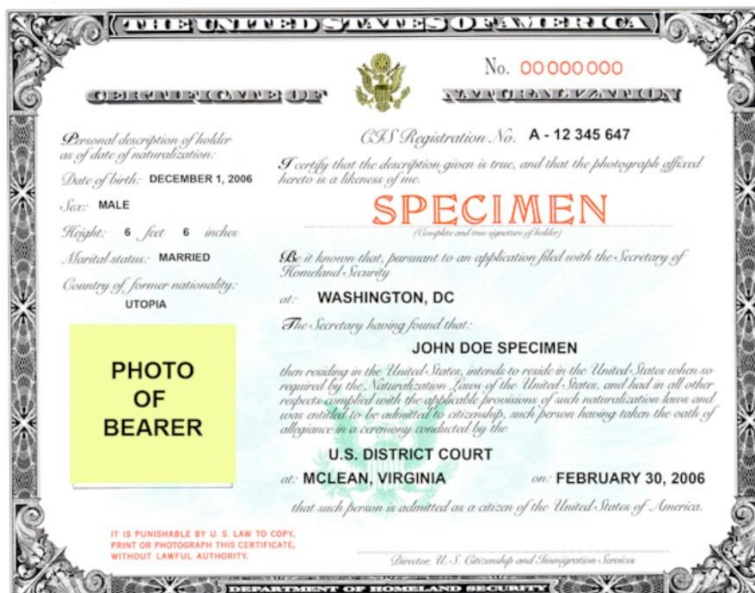 THE UNITED STATES OF AMERICA
No. 00000000
CERTIFICATE OF NATURALIZATION
Personal description of holder
as of date of naturalization:
Date of birth: DECEMBER 1, 2006
Sex: MALE
Height: 6 feet 6 inches
Marital status: MARRIED
Country of former nationality:
UTOPIA
PHOTO
OF
BEARER
IT IS PUNISHABLE BY U. S. LAW TO COPY,
PRINT OR PHOTOGRAPH THIS CERTIFICATE,
WITHOUT LAWFUL AUTHORITY.
CIS Registration No. A - 12 345 647
I certify that the description given is true, and that the photograph affixed
hereto is a likeness of me.
SPECIMEN
(Complete and true signature of holder)
Be it known that, pursuant to an application filed with the Secretary of
Homeland Security
at: WASHINGTON, DC
The Secretary having found that:
JOHN DOE SPECIMEN
then residing in the United States, intends to reside in the United States when so
required by the Naturalization Laws of the United States, and had in all other
respects complied with the applicable provisions of such naturalization laws and
was entitled to be admitted to citizenship, such person having taken the oath of
allegiance in a ceremony conducted by the
U.S. DISTRICT COURT
at: MCLEAN, VIRGINIA on: FEBRUARY 30, 2006
that such person is admitted as a citizen of the United States of America.
Director, U. S. Citizenship and Immigration Services
DEPARTMENT OF HOMELAND SECURITY